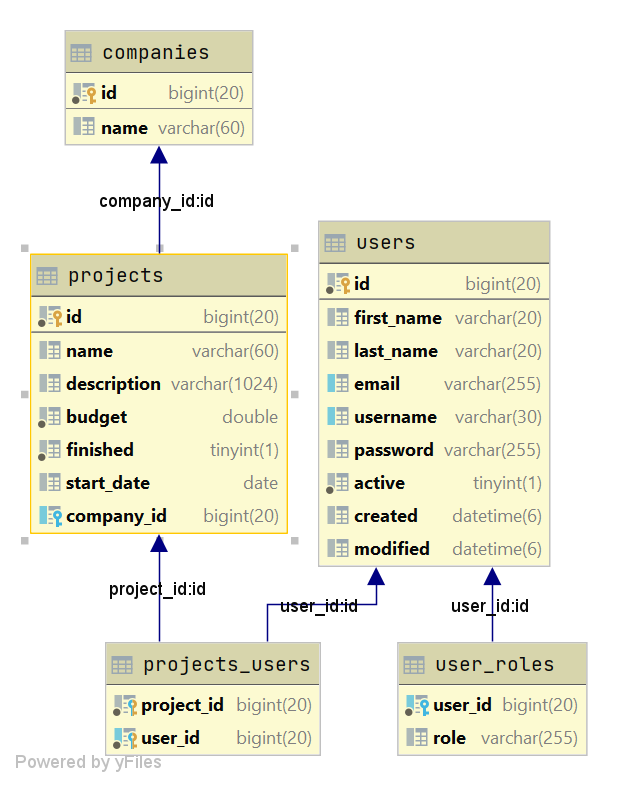 companies
id bigint(20)
name varchar(60)
company_id:id
projects
id bigint(20)
name varchar(60)
description varchar(1024)
budget double
finished tinyint(1)
start_date date
company_id bigint(20)
users
id bigint(20)
first_name varchar(20)
last_name varchar(20)
email varchar(255)
username varchar(30)
password varchar(255)
active tinyint(1)
created datetime(6)
modified datetime(6)
project_id:id
user_id:id
user_id:id
projects_users
project_id bigint(20)
user_id bigint(20)
user_roles
user_id bigint(20)
role varchar(255)
Powered by yFiles